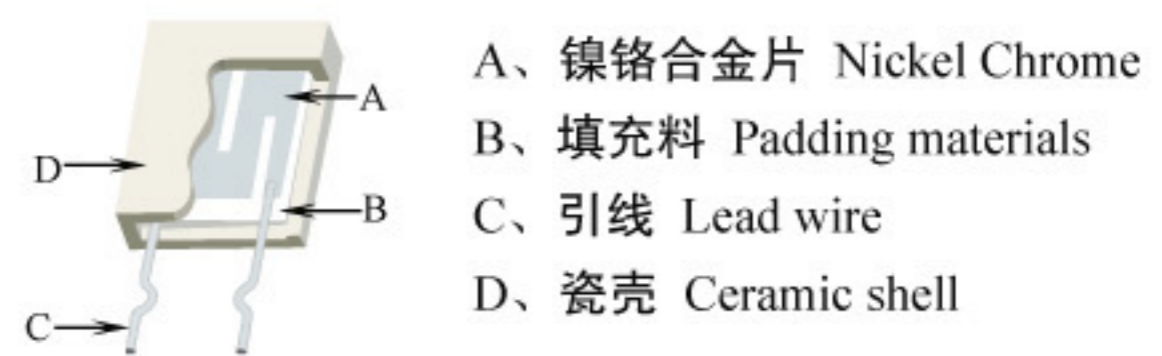 A
D
B
C
A、镍铬合金片 Nickel Chrome
B、填充料 Padding materials
C、引线 Lead wire
D、瓷壳 Ceramic shell